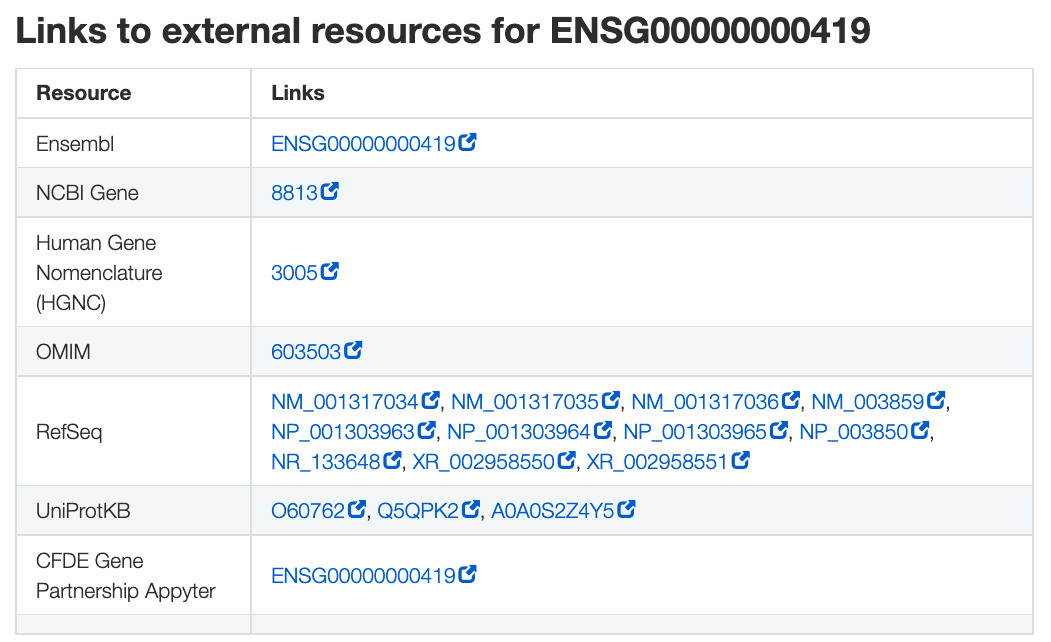 Links to external resources for ENSG00000000419
Resource Links
Ensembl ENSG00000000419
NCBI Gene 8813
Human Gene
Nomenclature
(HGNC)
3005
OMIM 603503
RefSeq
NM_001317034, NM_001317035, NM_001317036, NM_003859,
NP_001303963, NP_001303964, NP_001303965, NP_003850,
NR_133648, XR_002958550, XR_002958551
UniProtKB O60762, Q5QPK2, A0A0S2Z4Y5
CFDE Gene
Partnership Appyter
ENSG00000000419